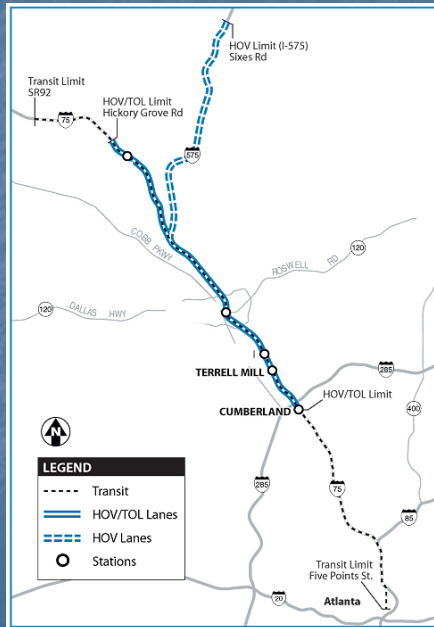 HOV Limit (I-575)
Sixes Rd
Transit Limit
SR92
HOV/TOL Limit
Hickory Grove Rd
75
575
COBB PKWY
ROSWELL RD
120
120
DALLAS HWY
I
TERRELL MILL
285
HOV/TOL Limit
CUMBERLAND
400
N
LEGEND
Transit
HOV/TOL Lanes
HOV Lanes
Stations
285
75
85
Transit Limit
Five Points St.
20
Atlanta